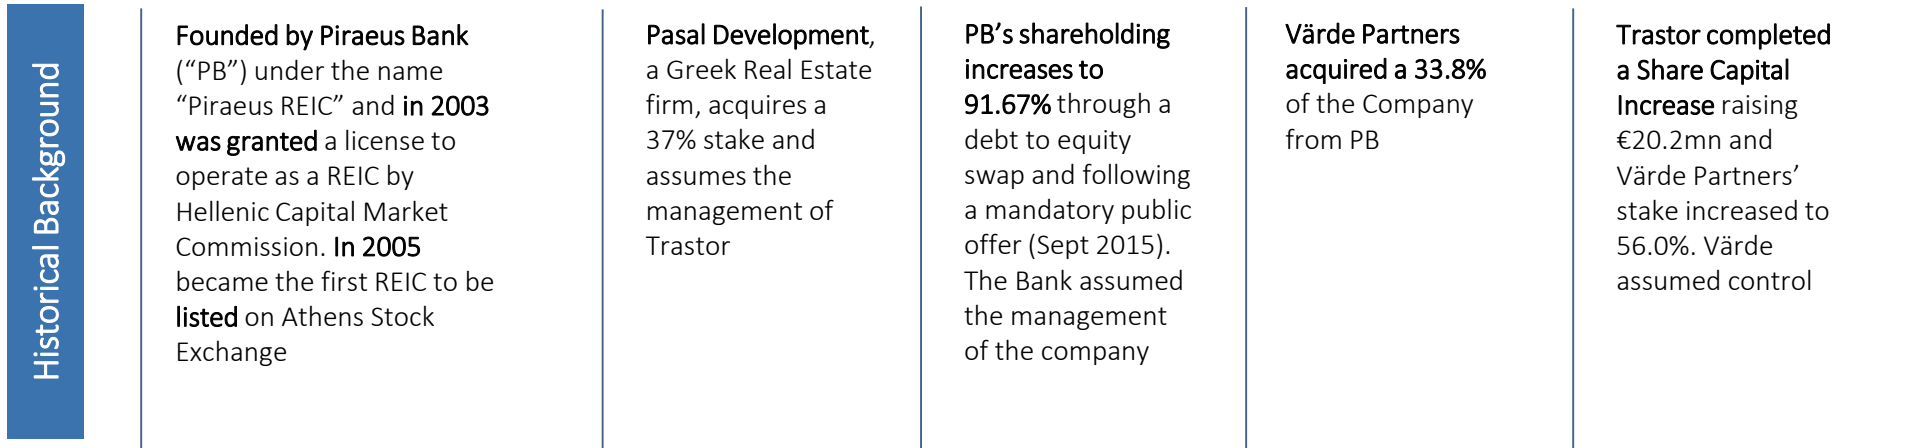 Historical Background
Founded by Piraeus Bank
(“PB”) under the name
“Piraeus REIC” and in 2003
was granted a license to
operate as a REIC by
Hellenic Capital Market
Commission. In 2005
became the first REIC to be
listed on Athens Stock
Exchange
Pasal Development,
a Greek Real Estate
firm, acquires a
37% stake and
assumes the
management of
Trastor
PB’s shareholding
increases to
91.67% through a
debt to equity
swap and following
a mandatory public
offer (Sept 2015).
The Bank assumed
the management
of the company
Värde Partners
acquired a 33.8%
of the Company
from PB
Trastor completed
a Share Capital
Increase raising
€20.2mn and
Värde Partners’
stake increased to
56.0%. Värde
assumed control